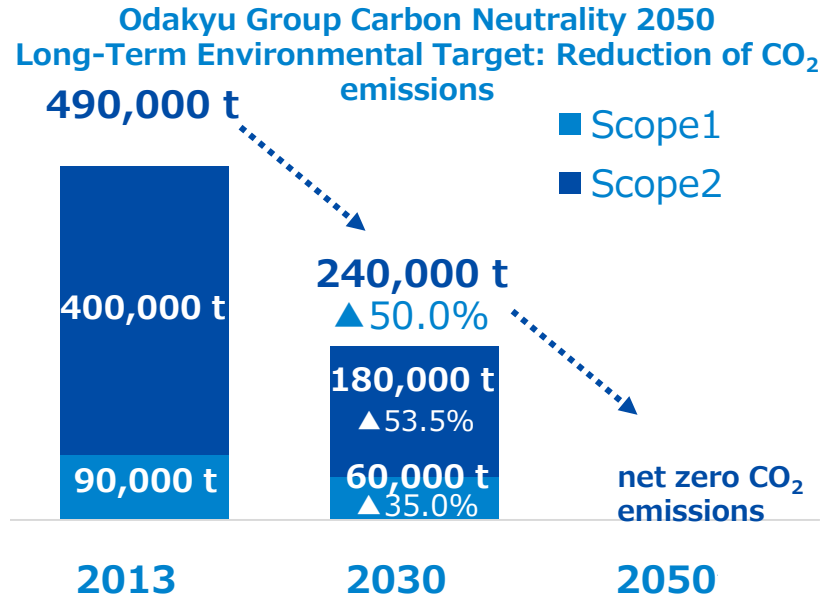 Odakyu Group Carbon Neutrality 2050
Long-Term Environmental Target: Reduction of CO₂
emissions
490,000 t
Scope1
Scope2
400,000 t
90,000 t
240,000 t
▲50.0%
180,000 t
▲53.5%
60,000 t
▲35.0%
net zero CO₂
emissions
2013
2030
2050